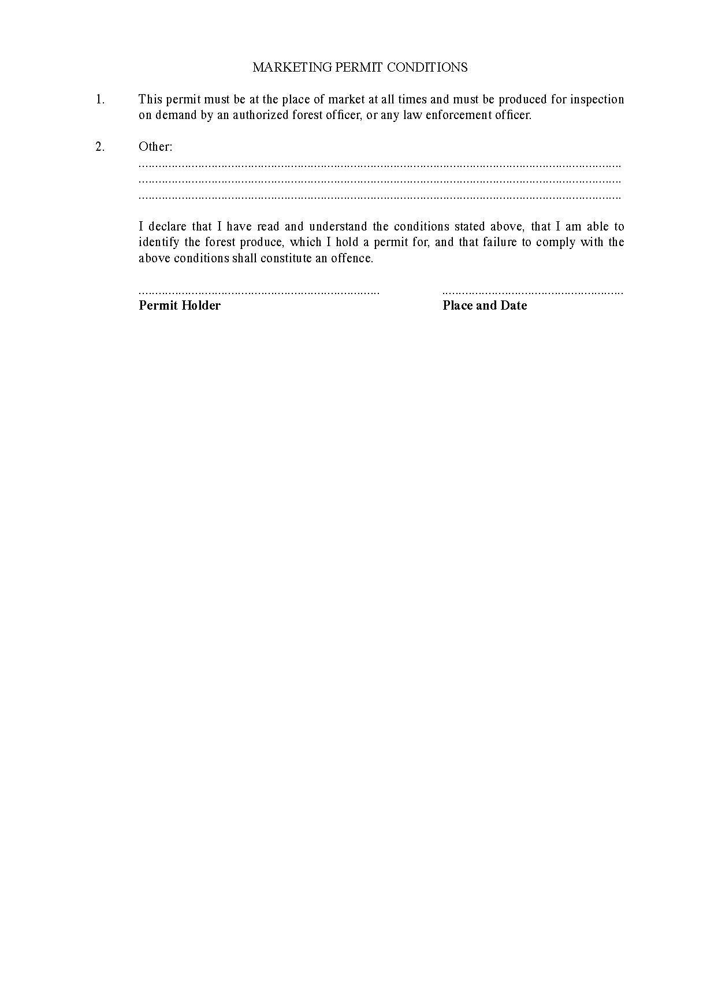 MARKETING PERMIT CONDITIONS
1. This permit must be at the place of market at all times and must be produced for inspection
on demand by an authorized forest officer, or any law enforcement officer.
2. Other:
................................................................................................................................................
................................................................................................................................................
................................................................................................................................................
I declare that I have read and understand the conditions stated above, that I am able to
identify the forest produce, which I hold a permit for, and that failure to comply with the
above conditions shall constitute an offence.
........................................................................ ......................................................
Permit Holder Place and Date